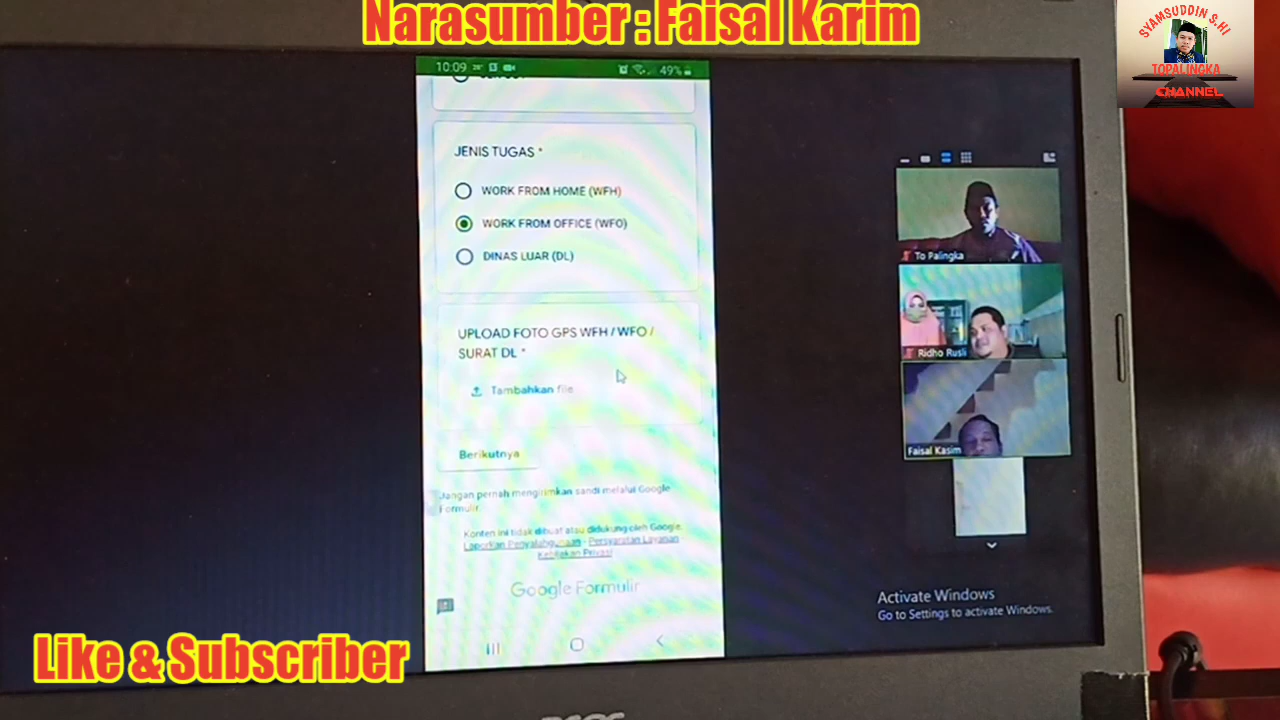 Narasumber : Faisal Karim
SYAMSUDDIN S.HI
TOPALINGKA
CHANNEL
10:09
49%
JENIS TUGAS *
WORK FROM HOME (WFH)
WORK FROM OFFICE (WFO)
DINAS LUAR (DL)
UPLOAD FOTO GPS WFH / WFO /
SURAT DL *
Tambahkan file
Berikutnya
Jangan pernah mengirimkan sandi melalui Google
Formulir.
Konten ini tidak dibuat atau didukung oleh Google.
Laporkan Penyalahgunaan - Persyaratan Layanan -
Kebijakan Privasi
Google Formulir
To Palingka
Ridho Rusli
Faisal Kasim
Activate Windows
Go to Settings to activate Windows.
Like & Subscriber